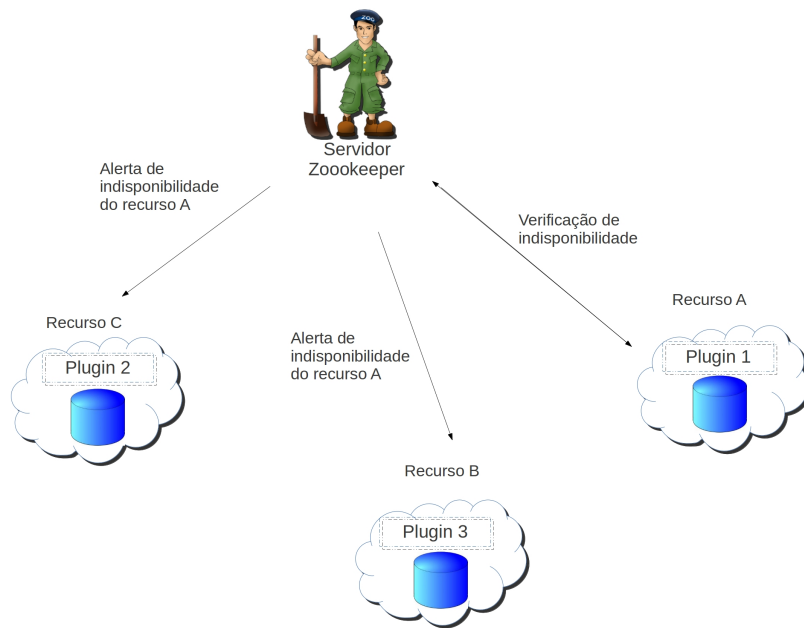 ZOO
Servidor
Zoookeeper
Alerta de
indisponibilidade
do recurso A
Verificação de
indisponibilidade
Recurso A
Plugin 1
Recurso C
Plugin 2
Alerta de
indisponibilidade
do recurso A
Recurso B
Plugin 3